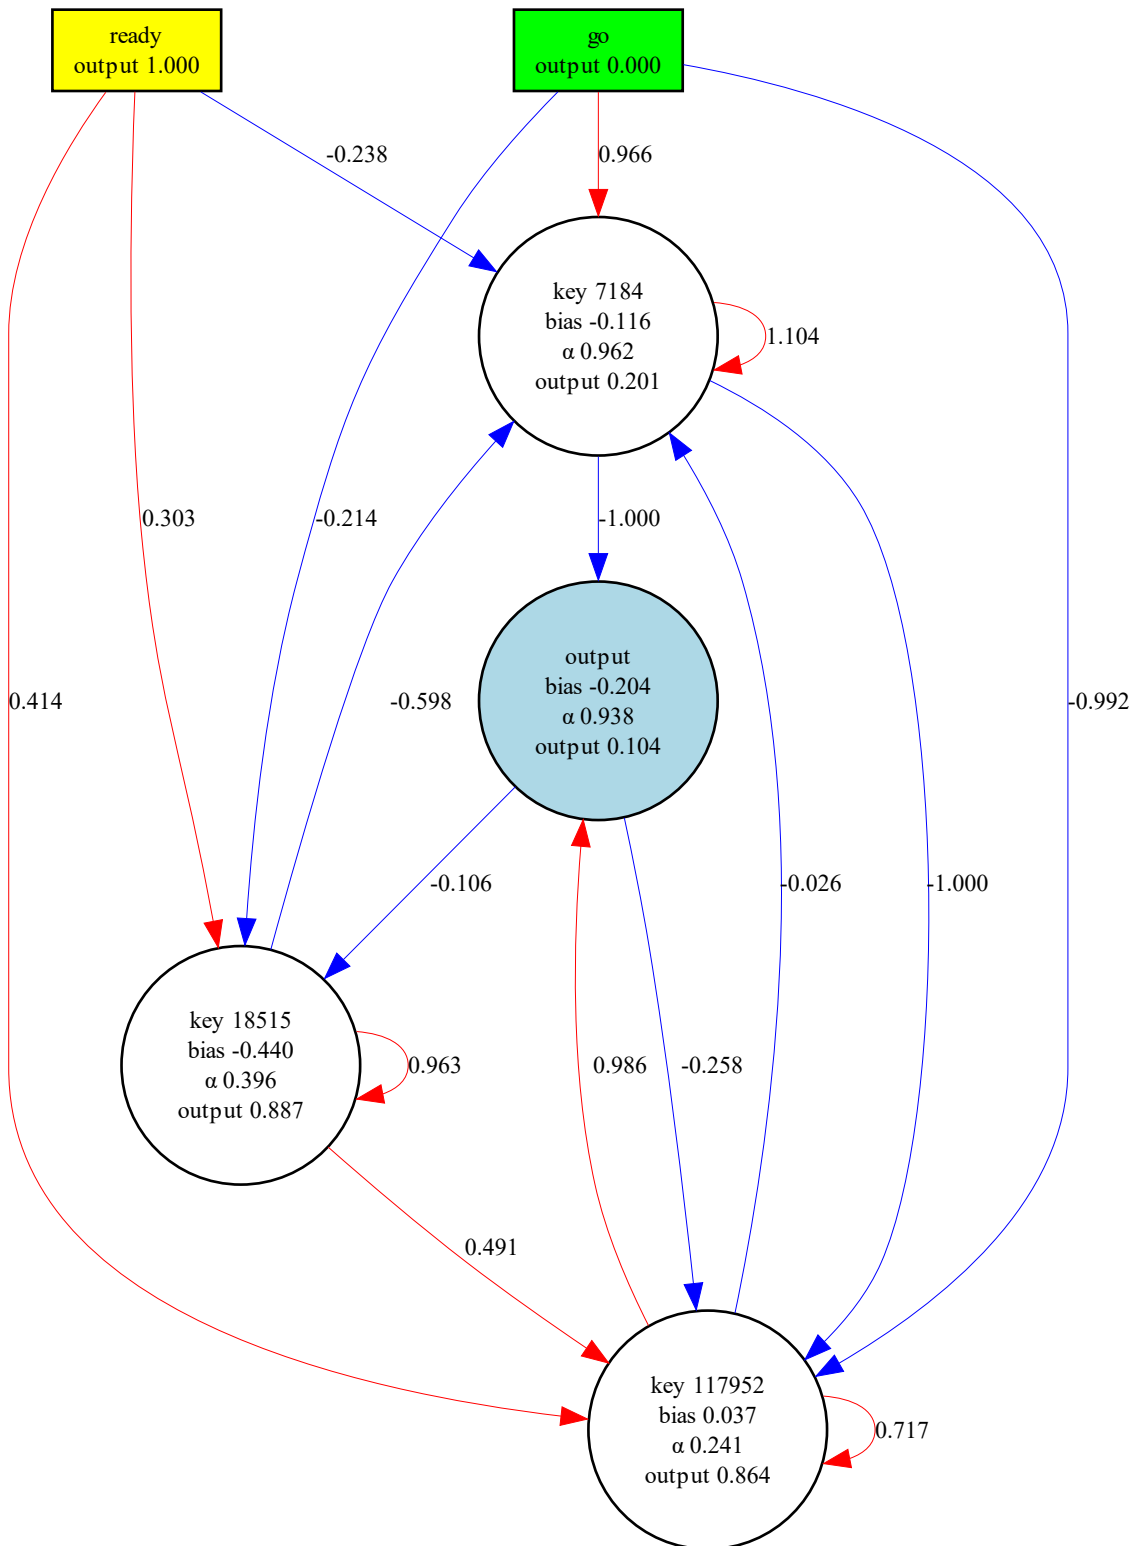 ready
output 1.000
go
output 0.000
-0.238
0.966
key 7184
bias -0.116
α 0.962
output 0.201
1.104
0.303
-0.214
-1.000
output
bias -0.204
α 0.938
output 0.104
0.414
-0.598
-0.992
-0.106
-0.026
-1.000
key 18515
bias -0.440
α 0.396
output 0.887
0.963
0.986
-0.258
0.491
key 117952
bias 0.037
α 0.241
output 0.864
0.717